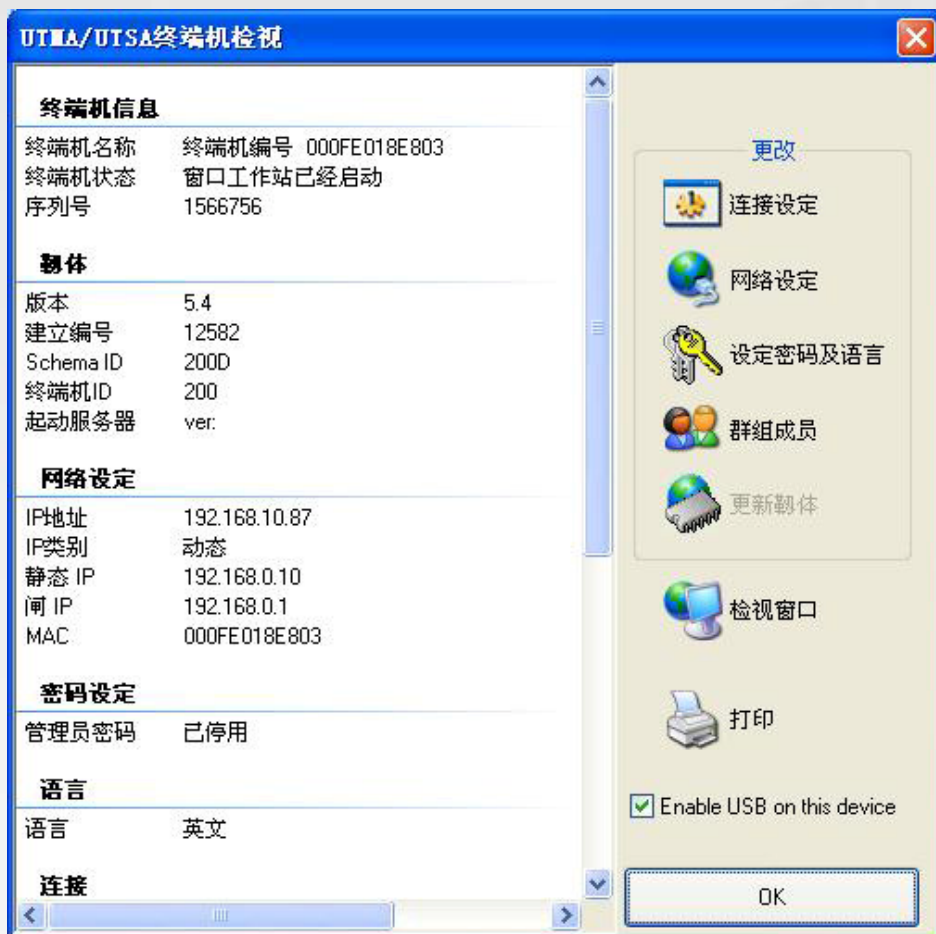 UTMA/UTSA终端机检视
终端机信息
终端机名称 终端机编号 000FE018E803
终端机状态 窗口工作站已经启动
序列号 1566756
韧体
版本 5.4
建立编号 12582
Schema ID 200D
终端机ID 200
起动服务器 ver:
网络设定
IP地址 192.168.10.87
IP类别 动态
静态 IP 192.168.0.10
闸 IP 192.168.0.1
MAC 000FE018E803
密码设定
管理员密码 已停用
语言
语言 英文
连接
更改
连接设定
网络设定
设定密码及语言
群组成员
更新韧体
检视窗口
打印
Enable USB on this device
OK